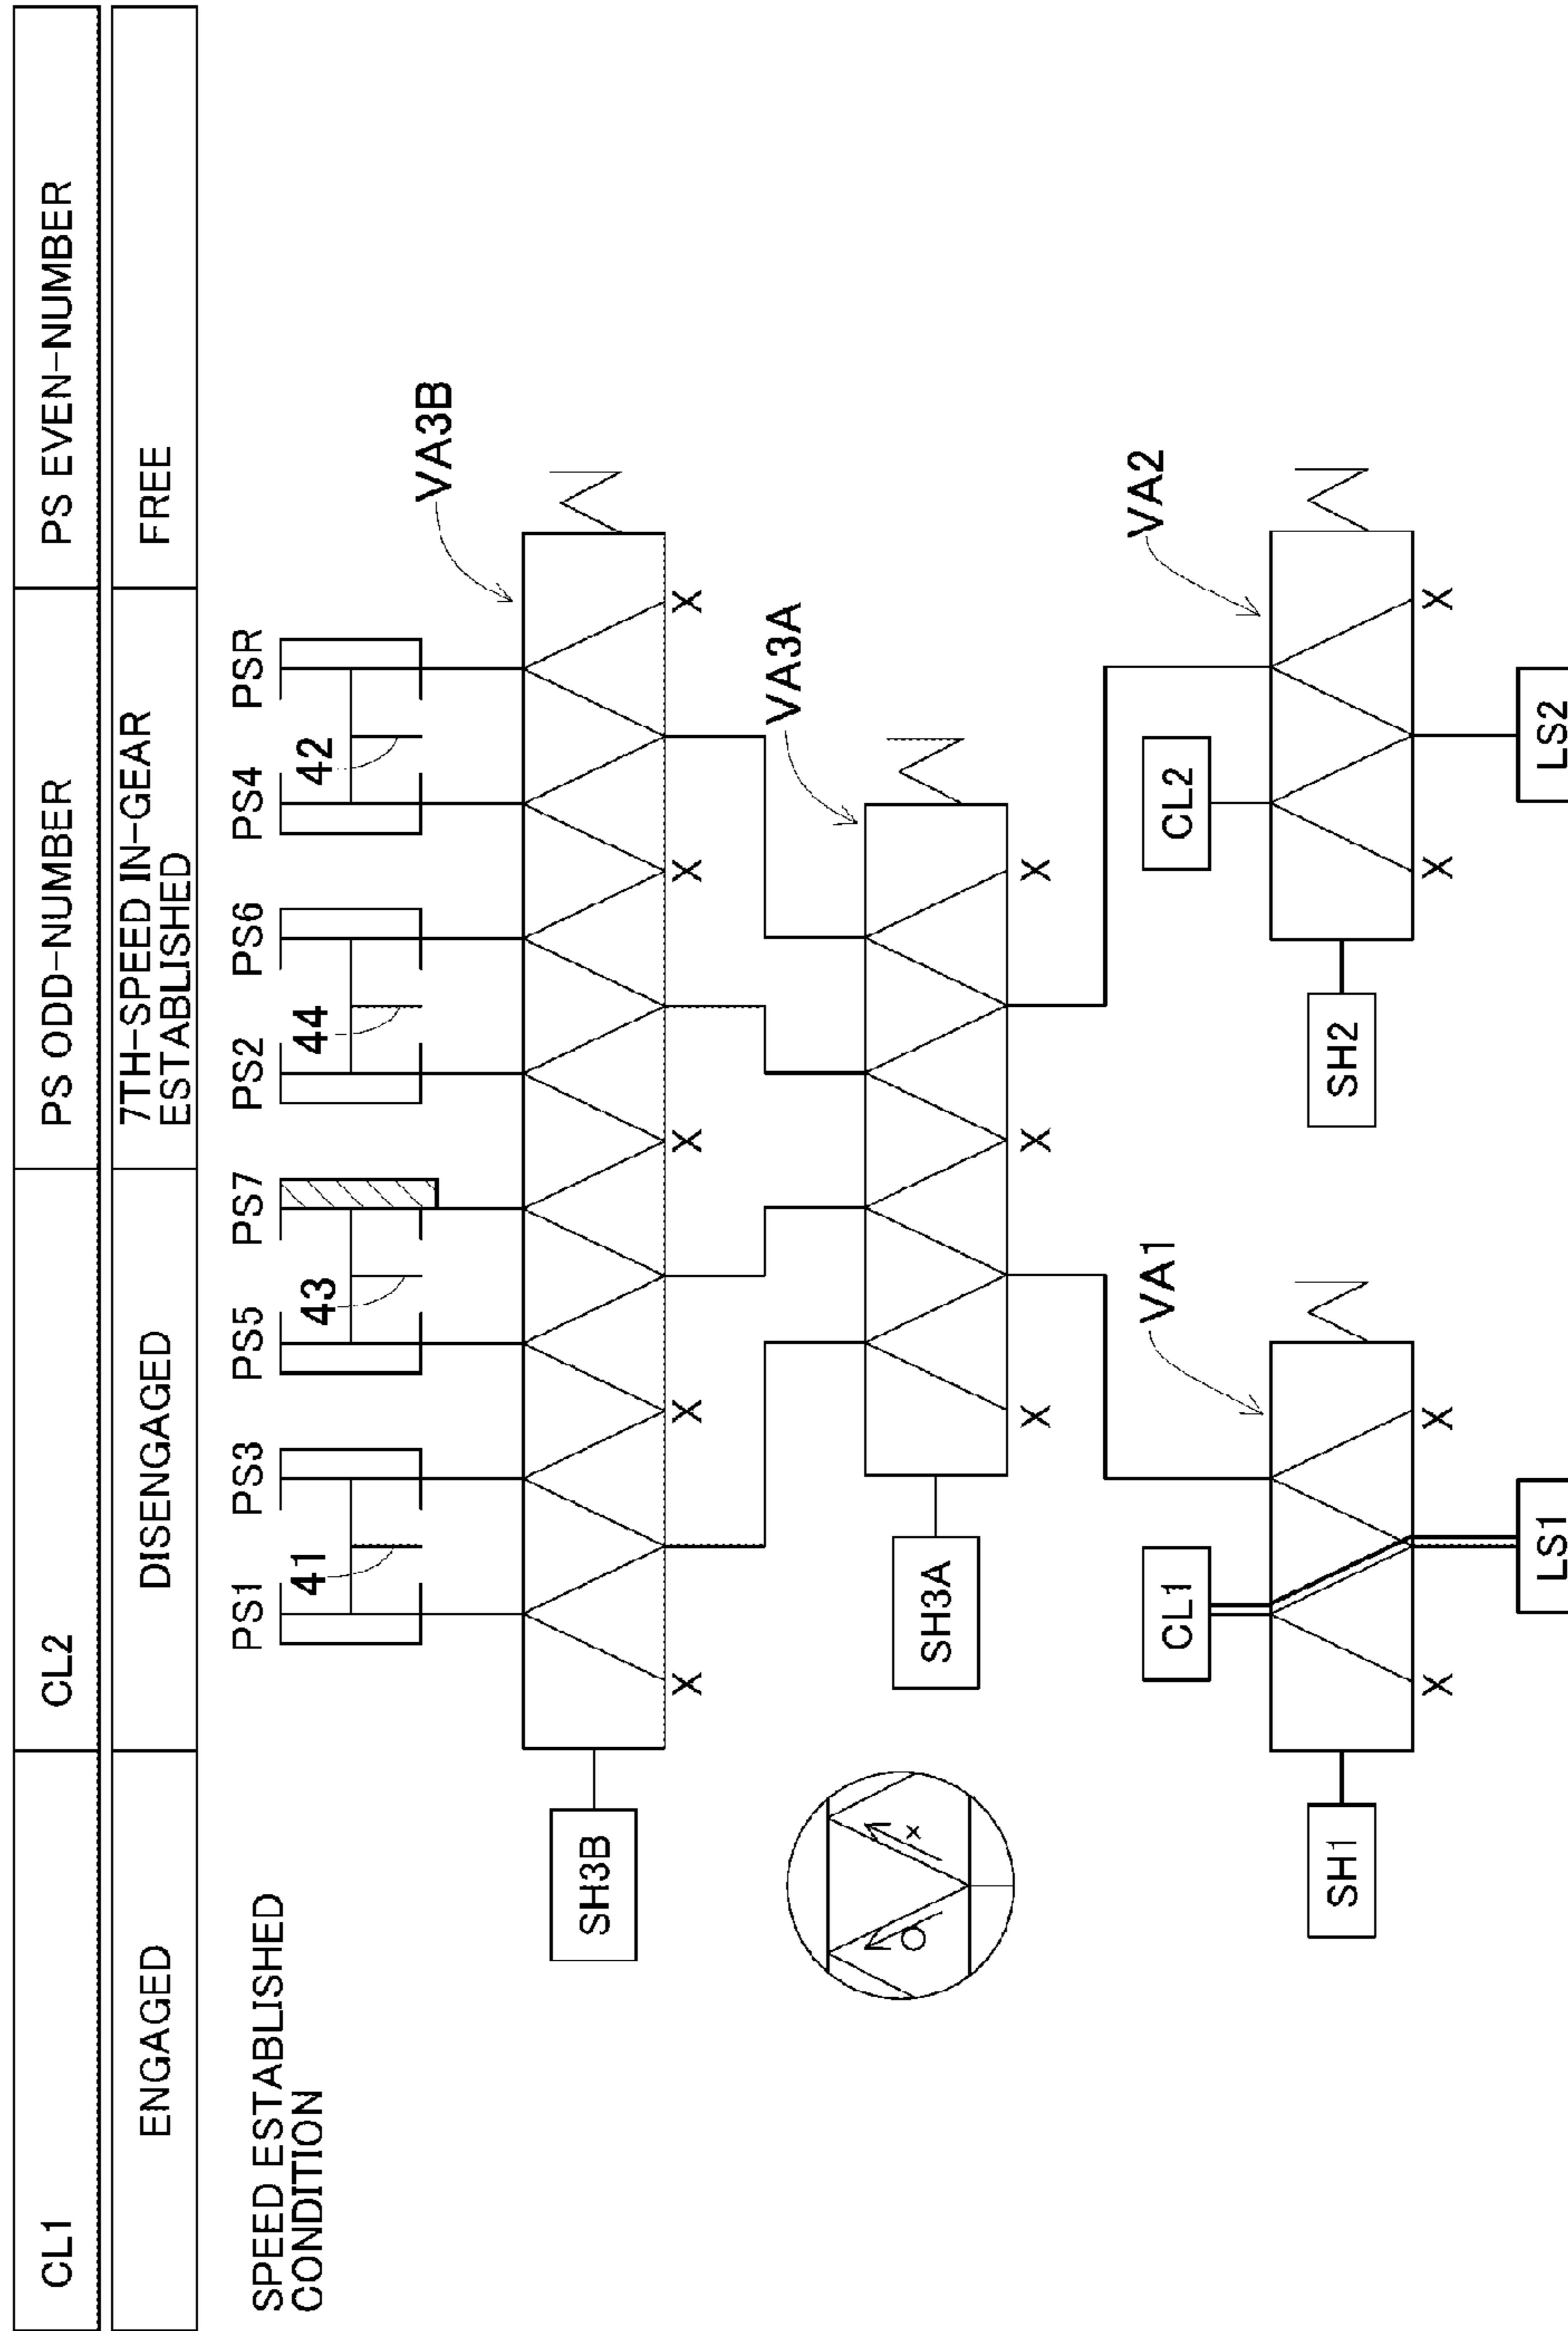 CL1 CL2 PS ODD-NUMBER PS EVEN-NUMBER
ENGAGED DISENGAGED 7TH-SPEED IN-GEAR ESTABLISHED FREE
SPEED ESTABLISHED
CONDITION
PS1 PS3 PS5 PS7 PS2 PS6 PS4 PSR
41 43 44 42
VA3B
SH3B
X X X X X
VA3A
SH3A
O x
X X X
VA1 VA2
CL1 CL2
SH1 SH2
X X X X
LS1 LS2